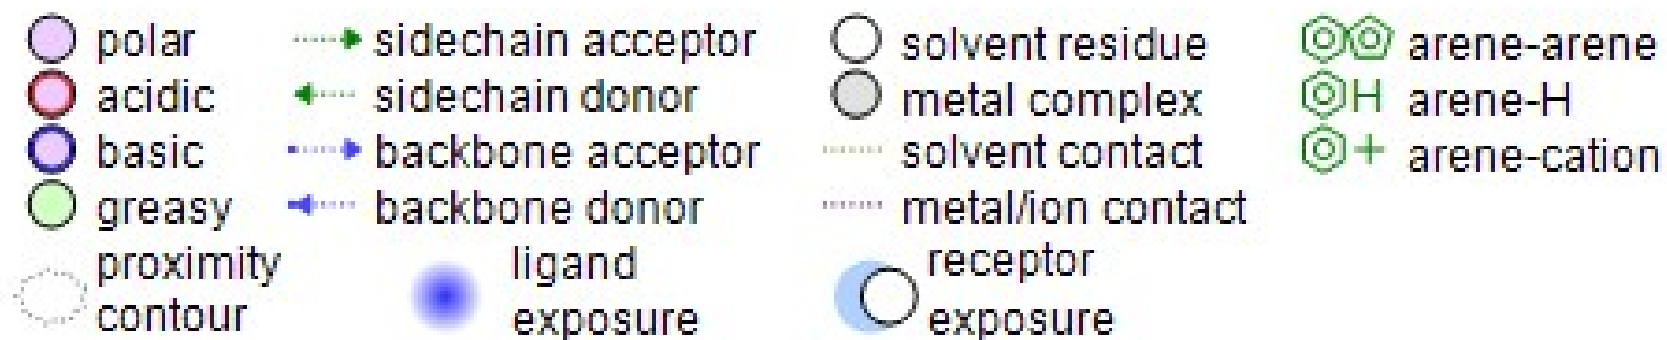 polar sidechain acceptor solvent residue arene-arene
acidic sidechain donor metal complex H arene-H
basic backbone acceptor solvent contact + arene-cation
greasy backbone donor metal/ion contact
proximity ligand receptor
contour exposure exposure